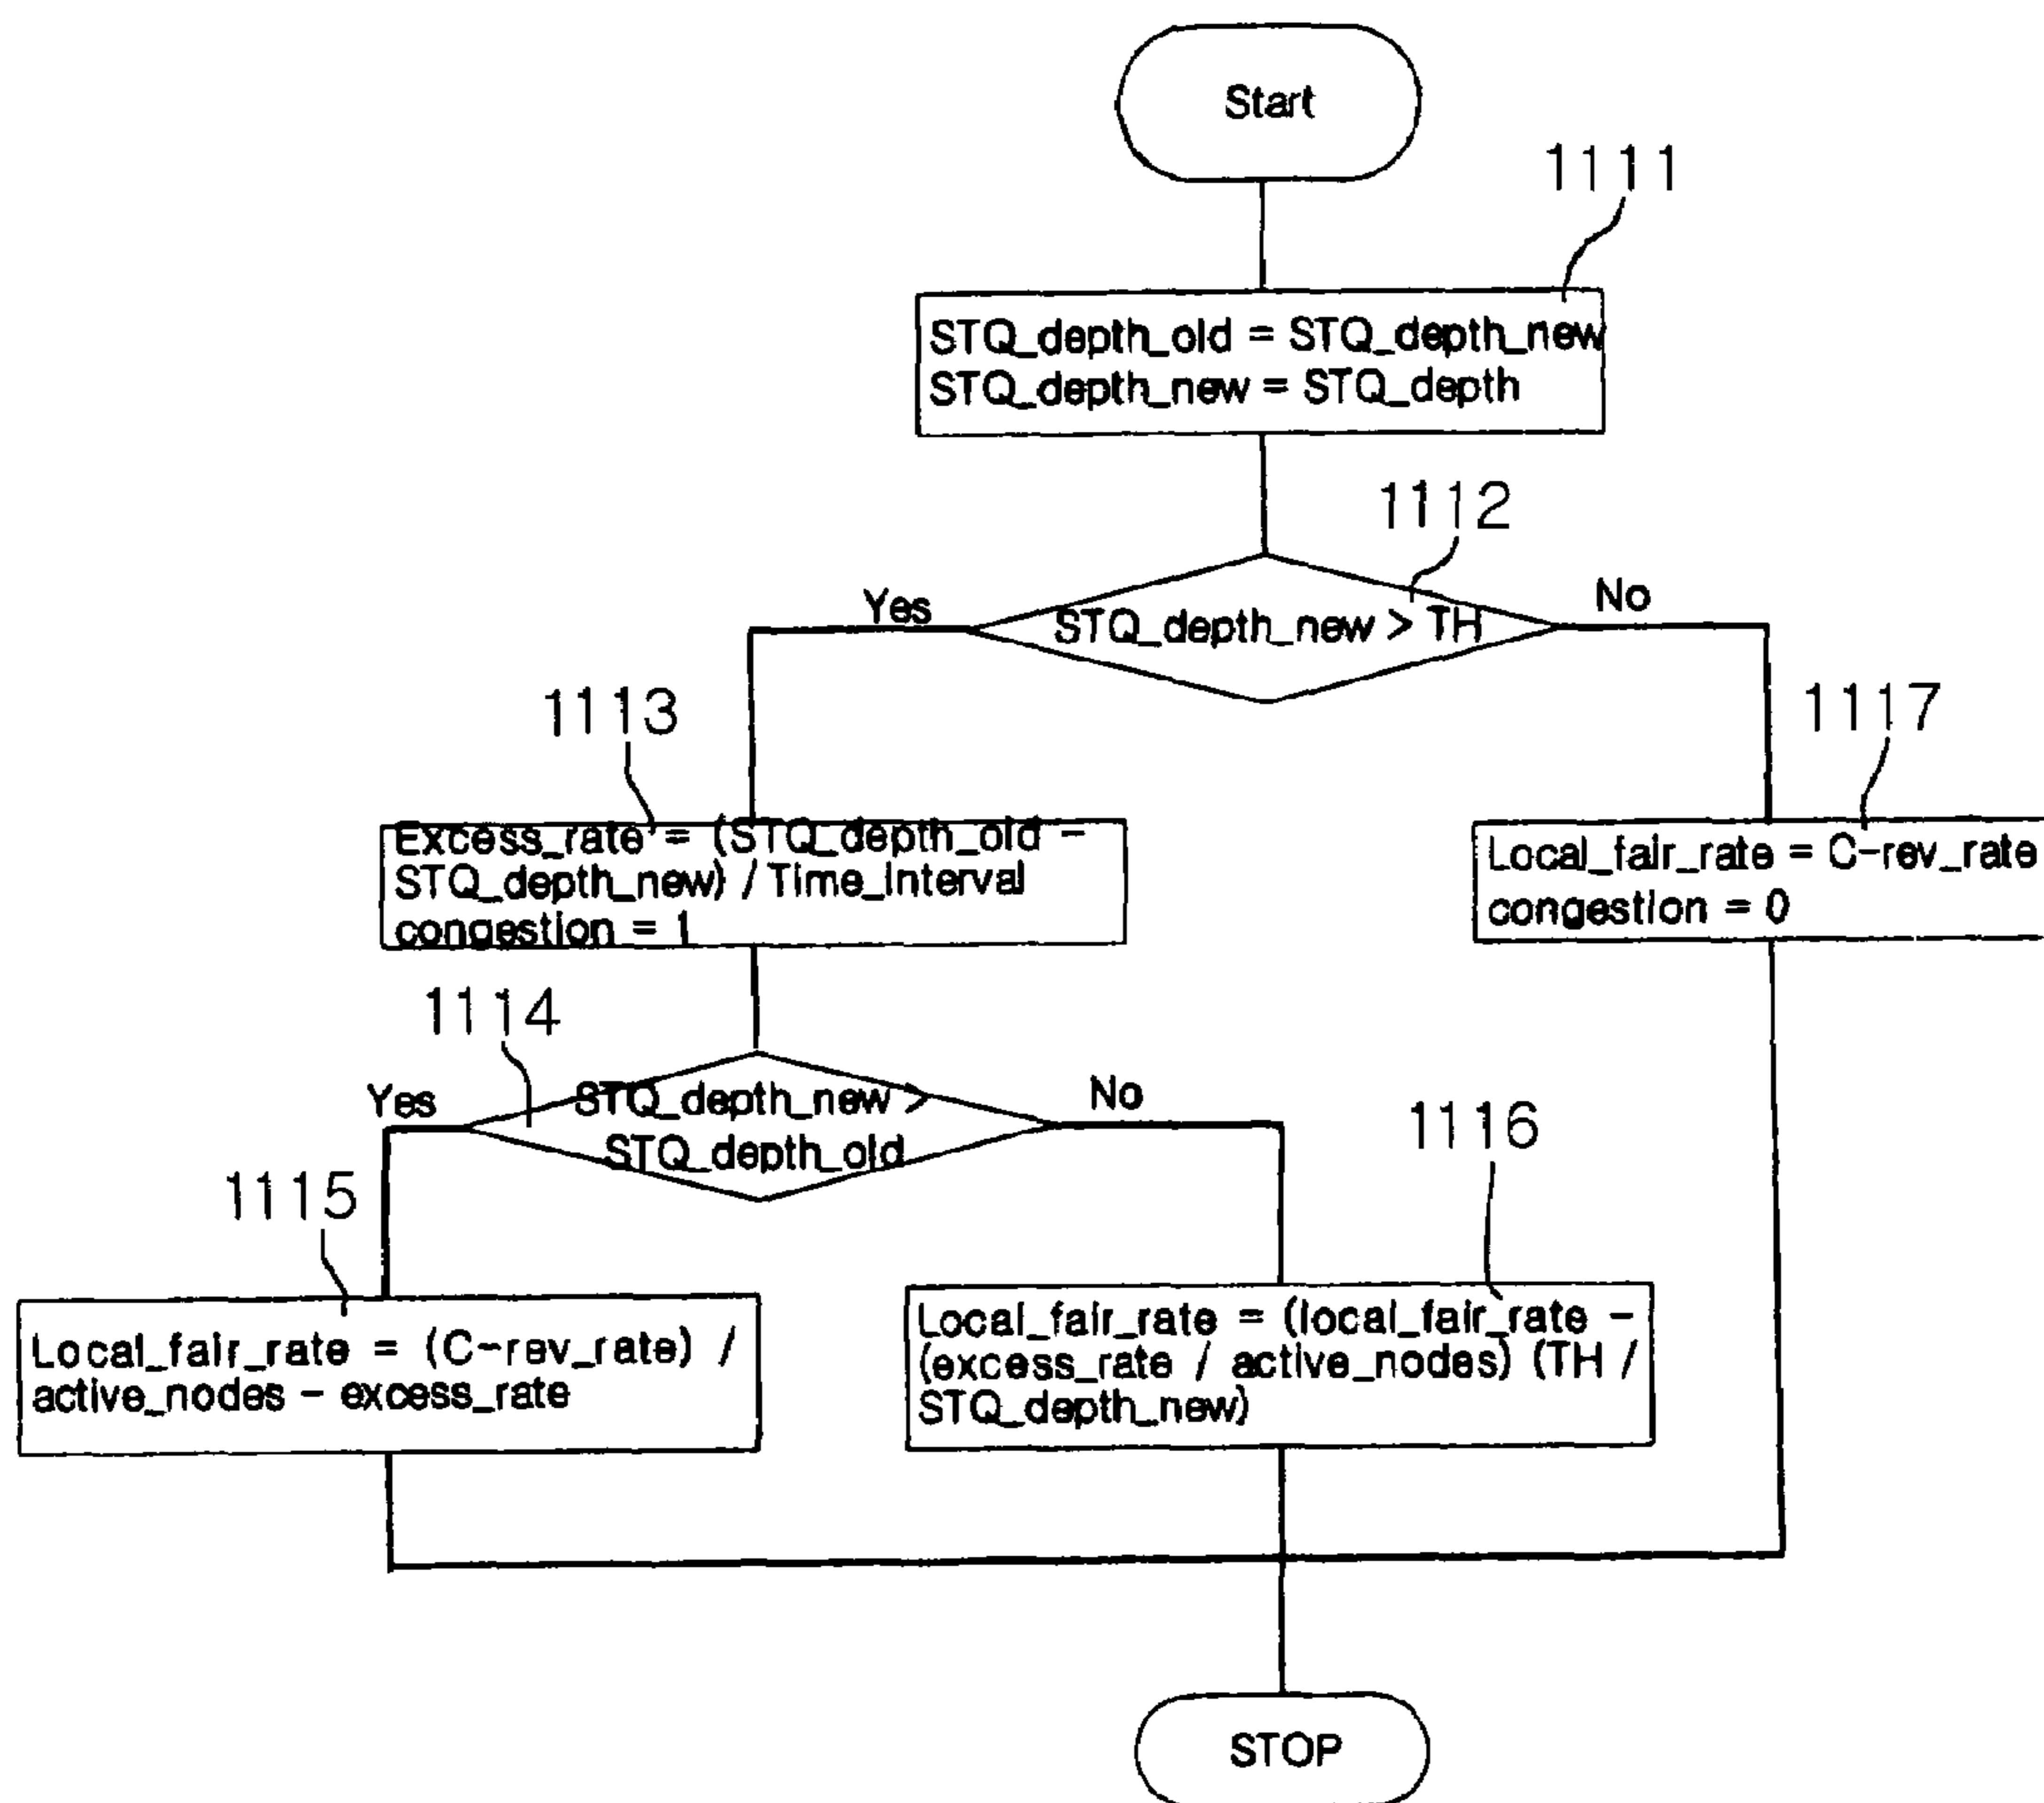 Start
1111
STQ_depth_old = STQ_depth_new
STQ_depth_new = STQ_depth
1112
Yes
STQ_depth_new > TH
No
1113
1117
Excess_rate = (STQ_depth_old -
STQ_depth_new) / Time_interval
congestion = 1
Local_fair_rate = C-rev_rate
congestion = 0
1114
Yes
STQ_depth_new >
STQ_depth_old
No
1115
1116
Local_fair_rate = (C-rev_rate) /
active_nodes - excess_rate
Local_fair_rate = (local_fair_rate -
(excess_rate / active_nodes) (TH /
STQ_depth_new)
STOP